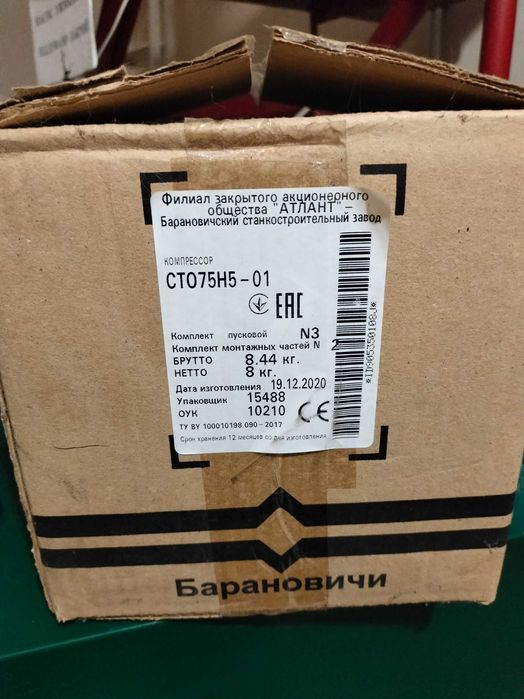 Филиал закрытого акционерного
общества "АТЛАНТ" –
Барановичский станкостроительный завод
КОМПРЕССОР
СТО75Н5-01
ЕАС
Комплект пусковой N3
Комплект монтажных частей N 2
БРУТТО 8.44 кг.
НЕТТО 8 кг.
Дата изготовления 19.12.2020
Упаковщик 15488
ОУК 10210 CE
ТУ BY 100010198.090-2017
Срок хранения 12 месяцев со дня изготовления
*1ID905350108J*
Барановичи